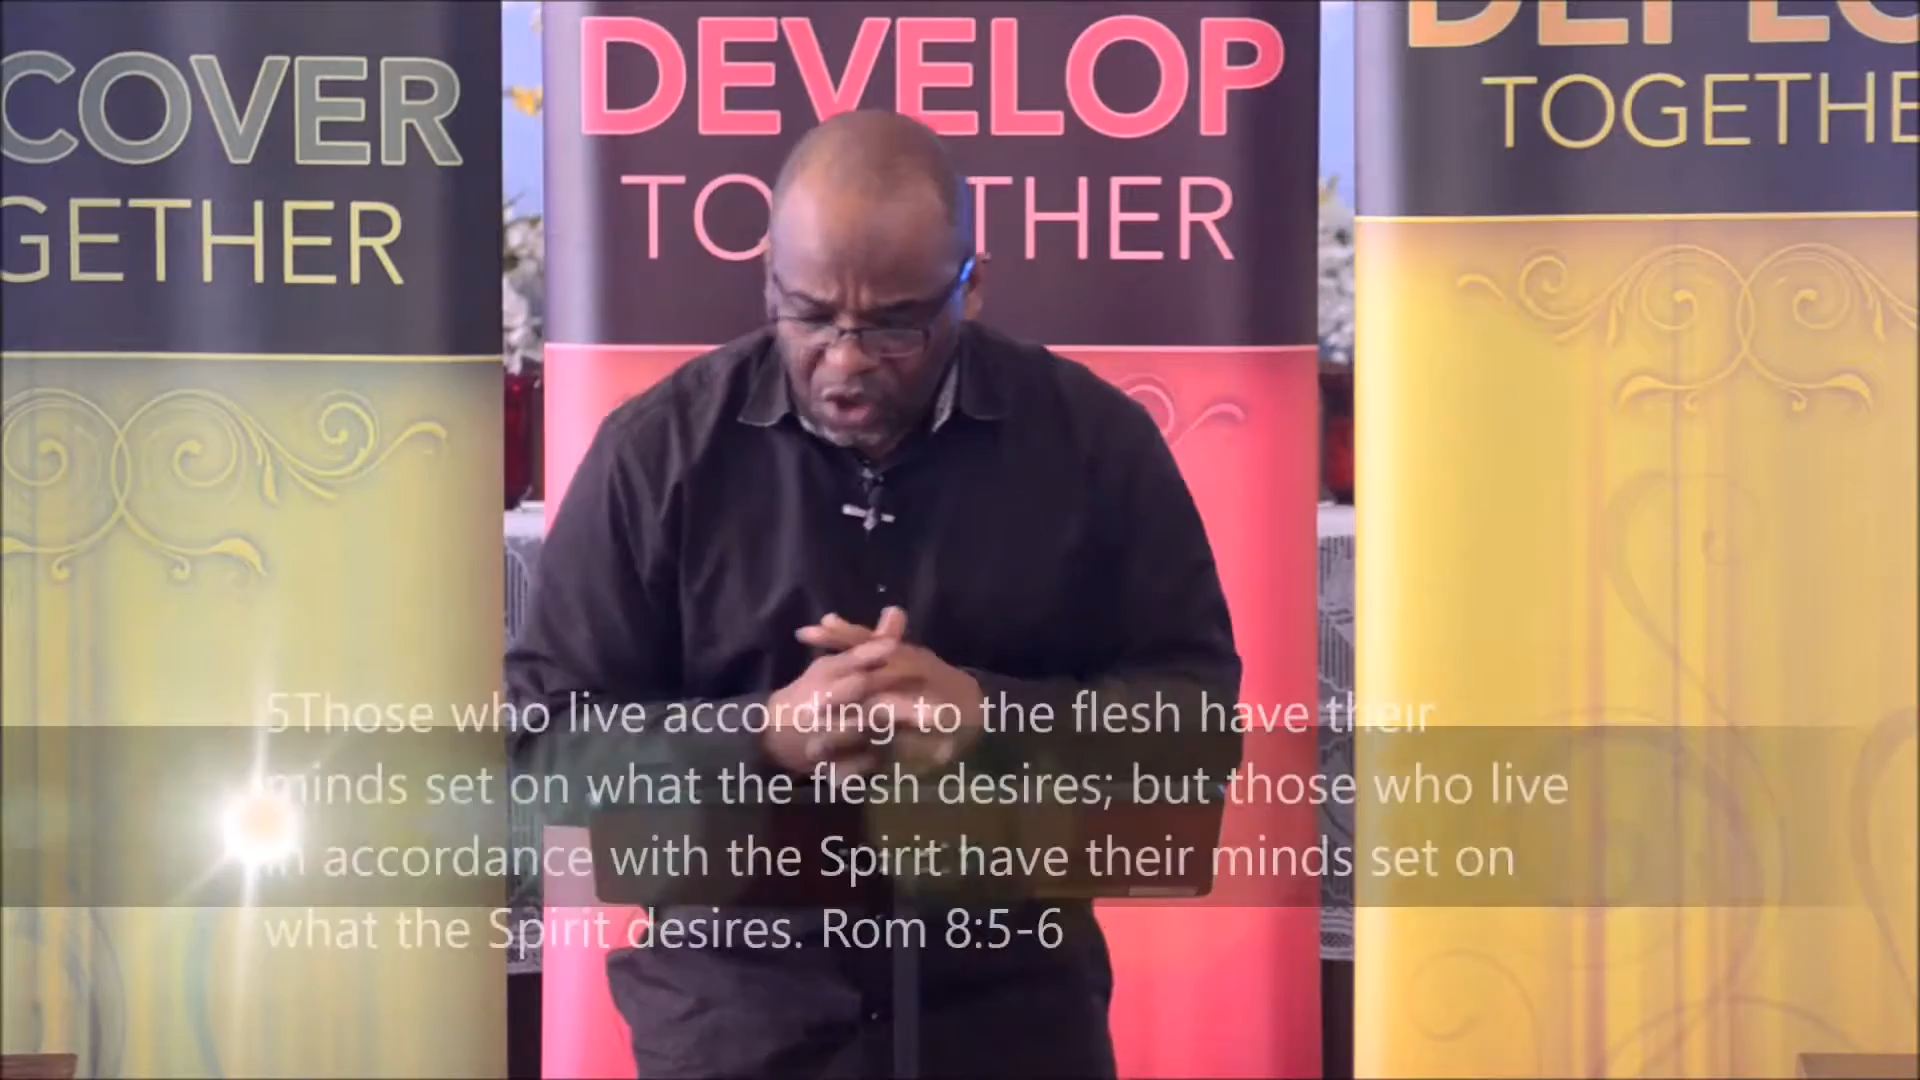 COVER
GETHER
DEVELOP
TO THER
TOGETHE
5Those who live according to the flesh have their
minds set on what the flesh desires; but those who live
in accordance with the Spirit have their minds set on
what the Spirit desires. Rom 8:5-6